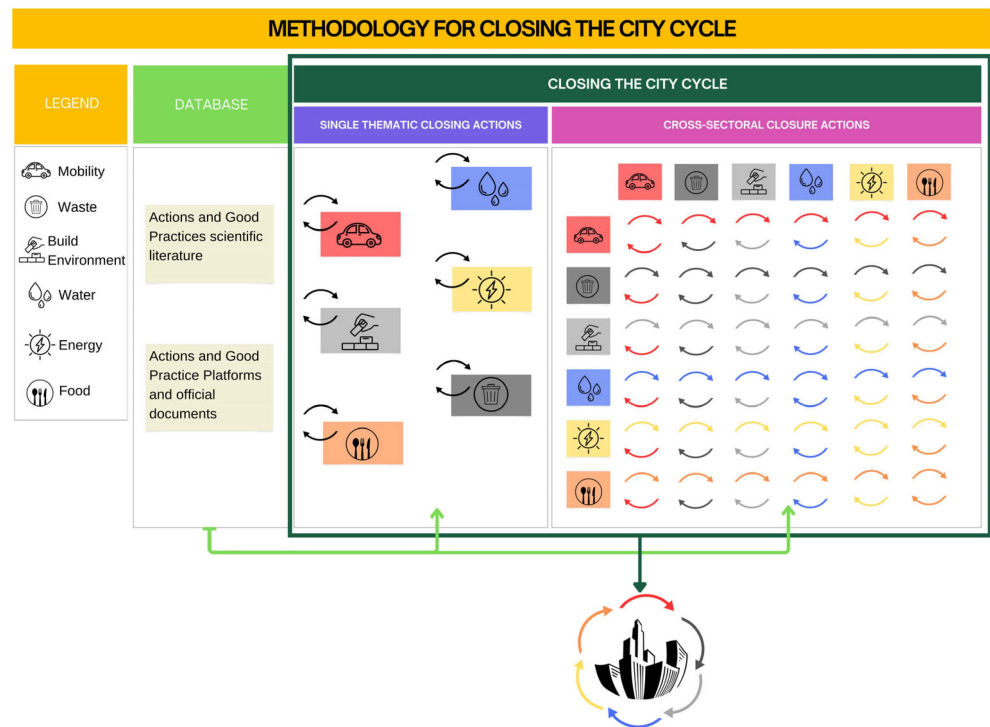 METHODOLOGY FOR CLOSING THE CITY CYCLE
LEGEND
DATABASE
CLOSING THE CITY CYCLE
SINGLE THEMATIC CLOSING ACTIONS
CROSS-SECTORAL CLOSURE ACTIONS
Mobility
Waste
Build
Environment
Water
Energy
Food
Actions and Good
Practices scientific
literature
Actions and Good
Practice Platforms
and official
documents